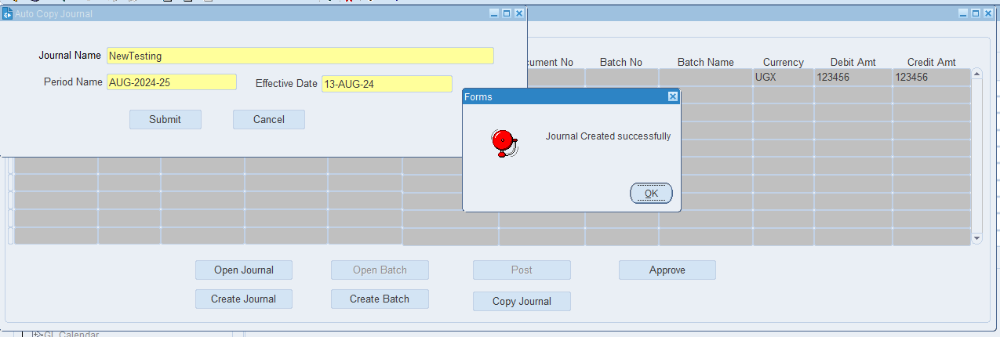 Auto Copy Journal
Journal Name NewTesting
Period Name AUG-2024-25 Effective Date 13-AUG-24
Submit Cancel
cument No Batch No Batch Name Currency Debit Amt Credit Amt
UGX 123456 123456
Forms
Journal Created successfully
OK
Open Journal Open Batch Post Approve
Create Journal Create Batch Copy Journal
GL Calendar